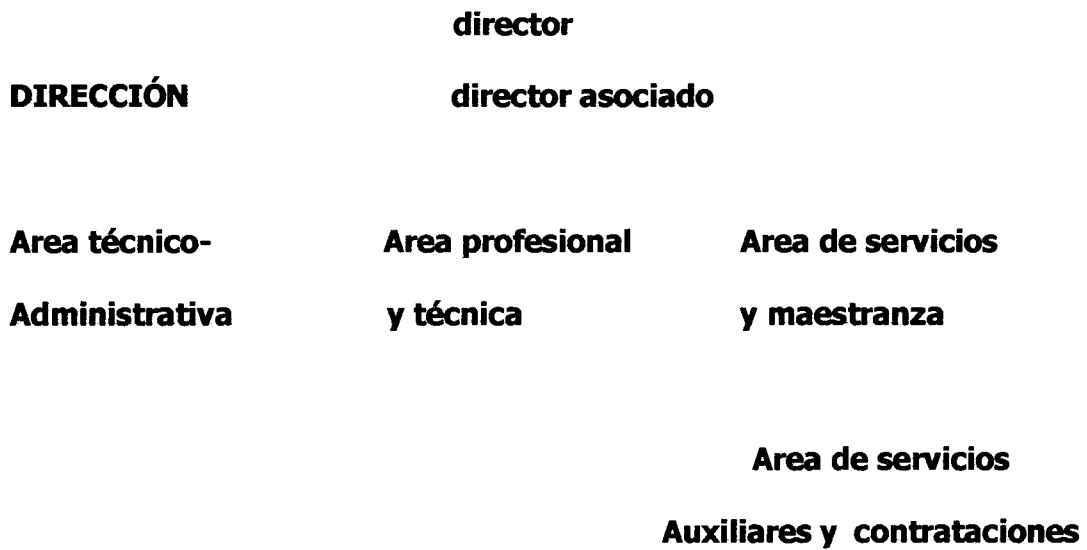 director
DIRECCIÓN director asociado
Area técnico- Area profesional Area de servicios
Administrativa y técnica y maestranza
Area de servicios
Auxiliares y contrataciones